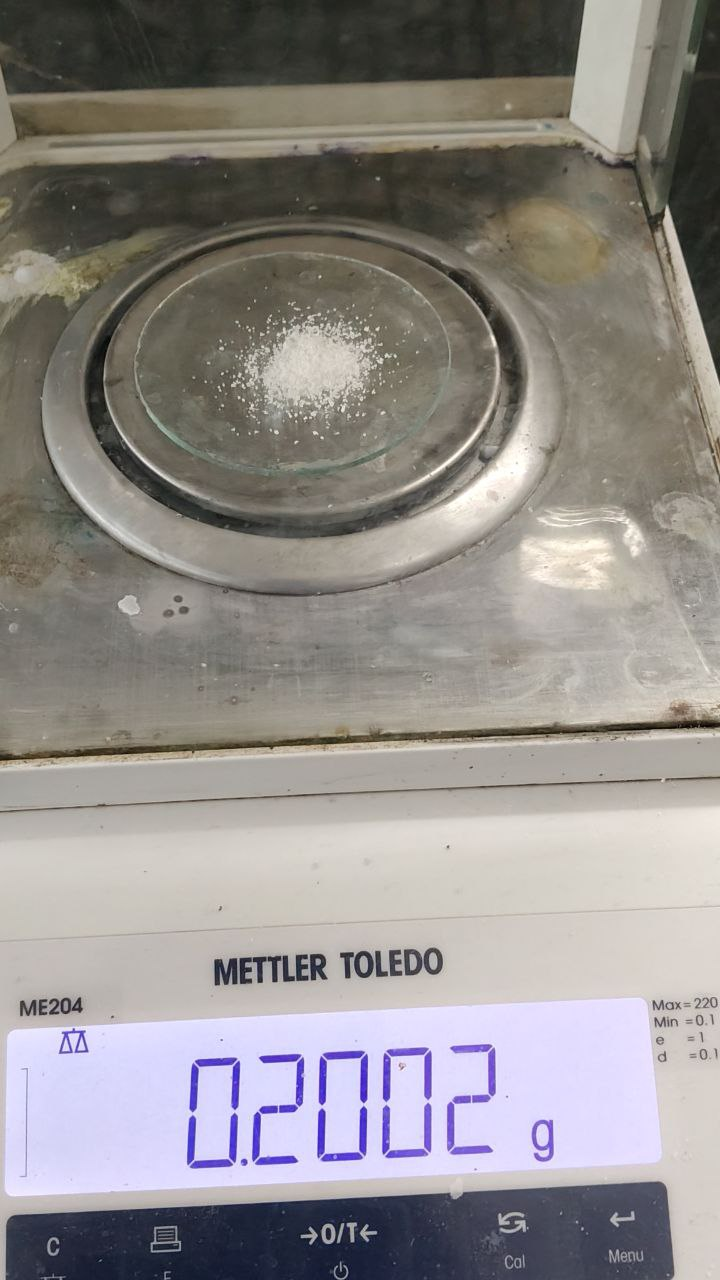 METTLER TOLEDO
ME204
Max=220
Min =0.1
e =1
d =0.1
0.2002 g
C
→0/T←
Cal
Menu